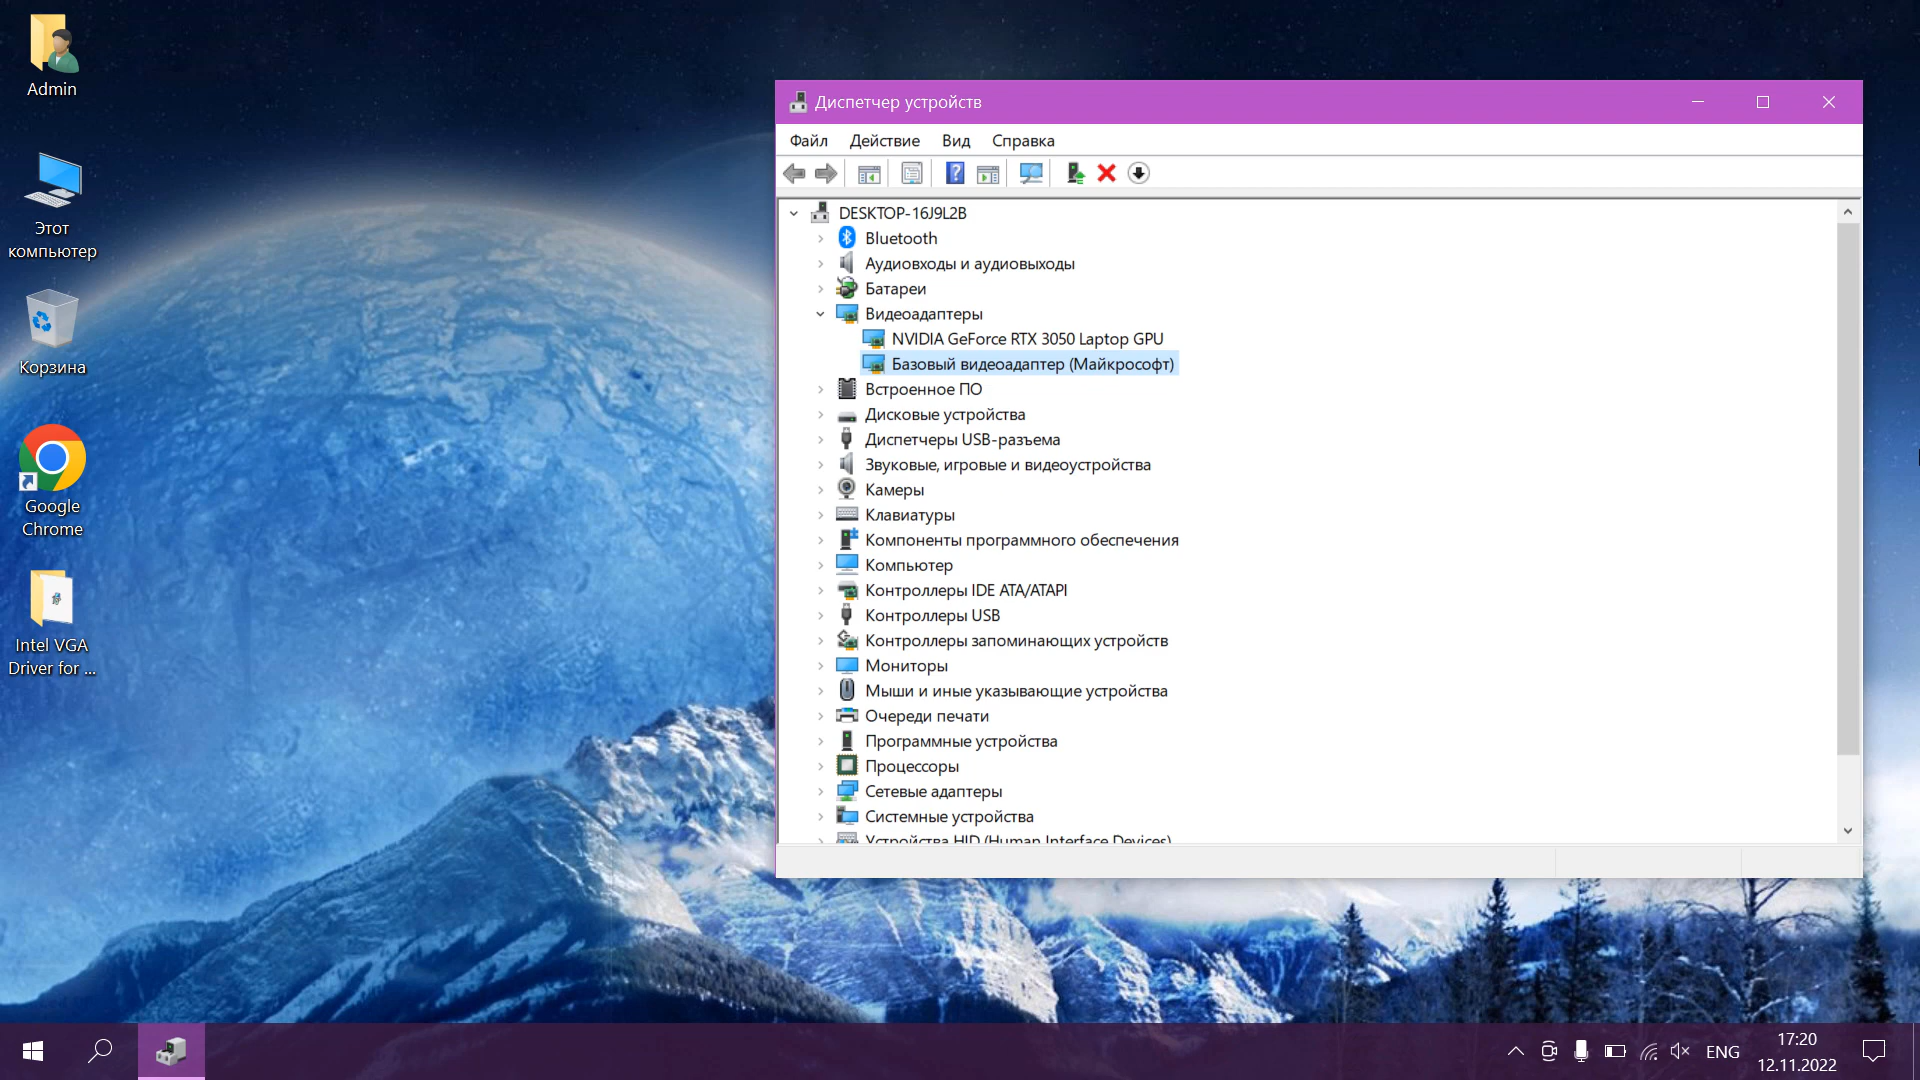 Admin
Этот
компьютер
Корзина
Google
Chrome
Intel VGA
Driver for ...
Диспетчер устройств
Файл Действие Вид Справка
DESKTOP-16J9L2B
Bluetooth
Аудиовходы и аудиовыходы
Батареи
Видеоадаптеры
NVIDIA GeForce RTX 3050 Laptop GPU
Базовый видеоадаптер (Майкрософт)
Встроенное ПО
Дисковые устройства
Диспетчеры USB-разъема
Звуковые, игровые и видеоустройства
Камеры
Клавиатуры
Компоненты программного обеспечения
Компьютер
Контроллеры IDE ATA/ATAPI
Контроллеры USB
Контроллеры запоминающих устройств
Мониторы
Мыши и иные указывающие устройства
Очереди печати
Программные устройства
Процессоры
Сетевые адаптеры
Системные устройства
Устройства HID (Human Interface Devices)
ENG
17:20
12.11.2022